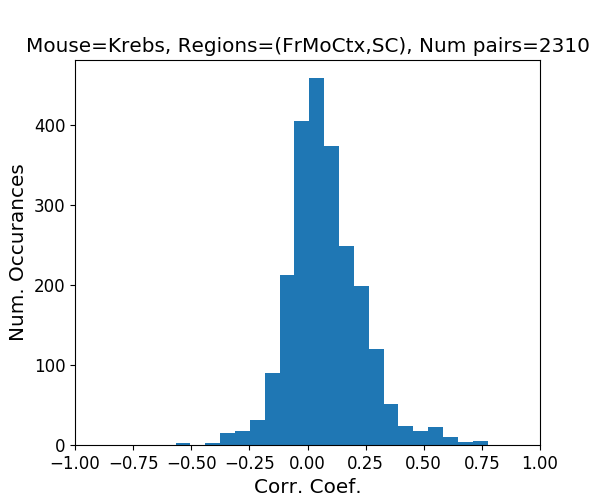 Mouse=Krebs, Regions=(FrMoCtx,SC), Num pairs=2310
Num. Occurances
400
300
200
100
0
−1.00 −0.75 −0.50 −0.25 0.00 0.25 0.50 0.75 1.00
Corr. Coef.